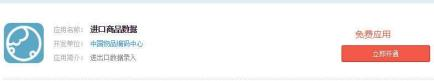 应用名称： 进口商品数据
免费应用
开发单位： 中国物品编码中心
立即开通
应用简介： 进出口数据录入